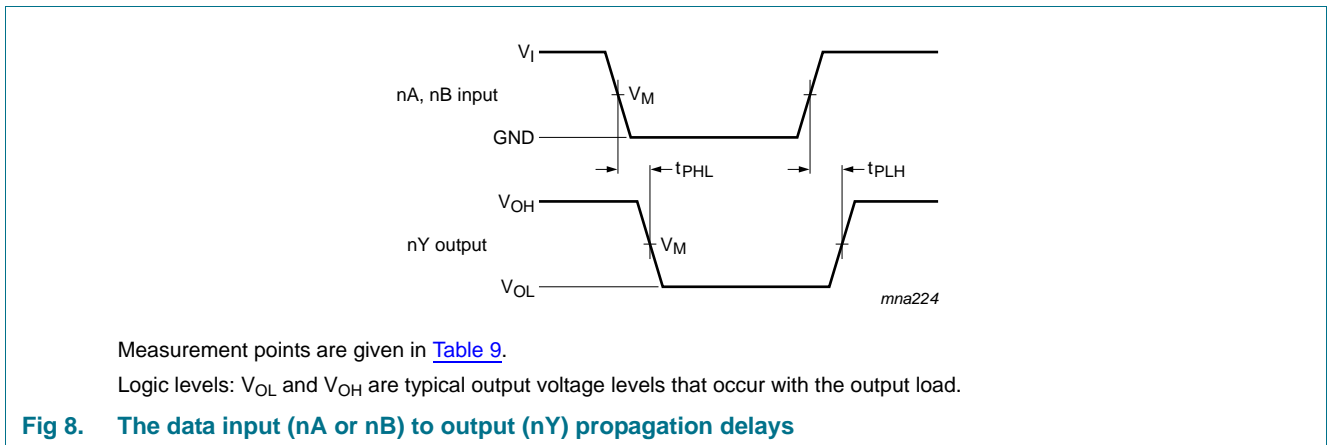 VI
nA, nB input
VM
GND
tPHL
tPLH
VOH
nY output
VM
VOL
mna224
Measurement points are given in Table 9.
Logic levels: VOL and VOH are typical output voltage levels that occur with the output load.
Fig 8. The data input (nA or nB) to output (nY) propagation delays